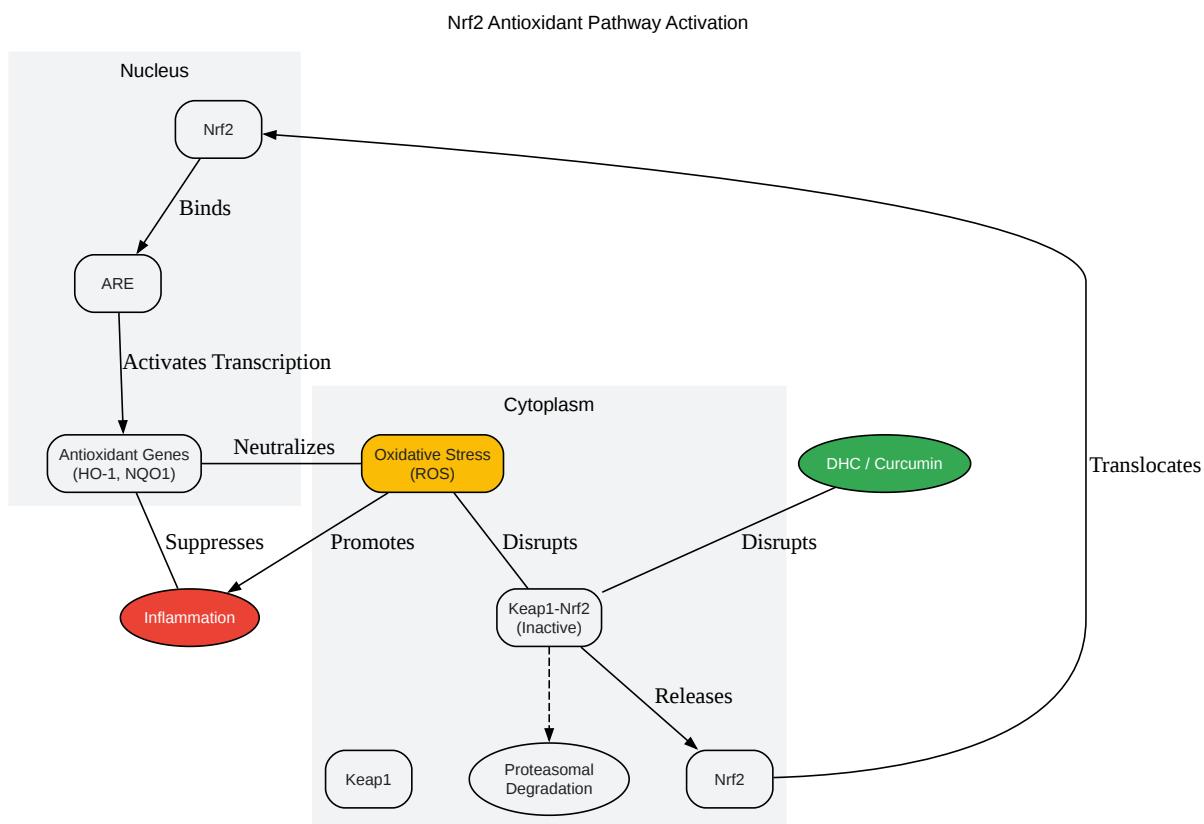 Nrf2 Antioxidant Pathway Activation
Nucleus
Nrf2
Binds
ARE
Activates Transcription
Cytoplasm
Antioxidant Genes
(HO-1, NQO1)
Neutralizes
Oxidative Stress
(ROS)
DHC / Curcumin
Translocates
Suppresses
Promotes
Disrupts
Disrupts
Inflammation
Keap1-Nrf2
(Inactive)
Releases
Keap1
Proteasomal
Degradation
Nrf2